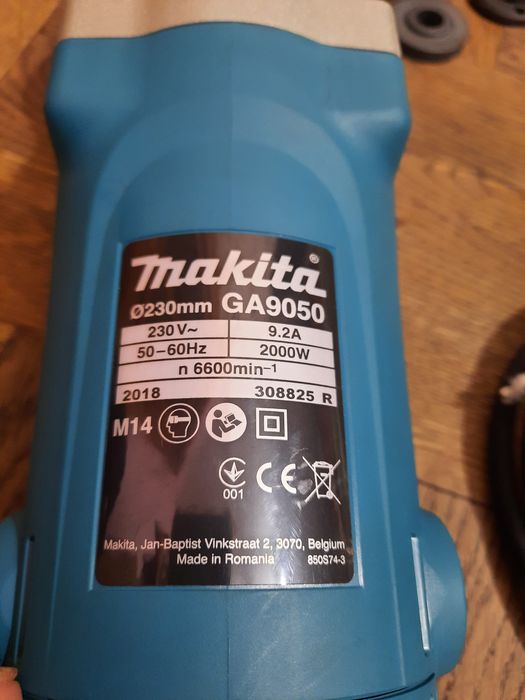 makita®
Ø230mm GA9050
230V~ 9.2A
50-60Hz 2000W
n 6600min⁻¹
2018 308825 R
M14
001 CE
Makita, Jan-Baptist Vinkstraat 2, 3070, Belgium
Made in Romania 850S74-3